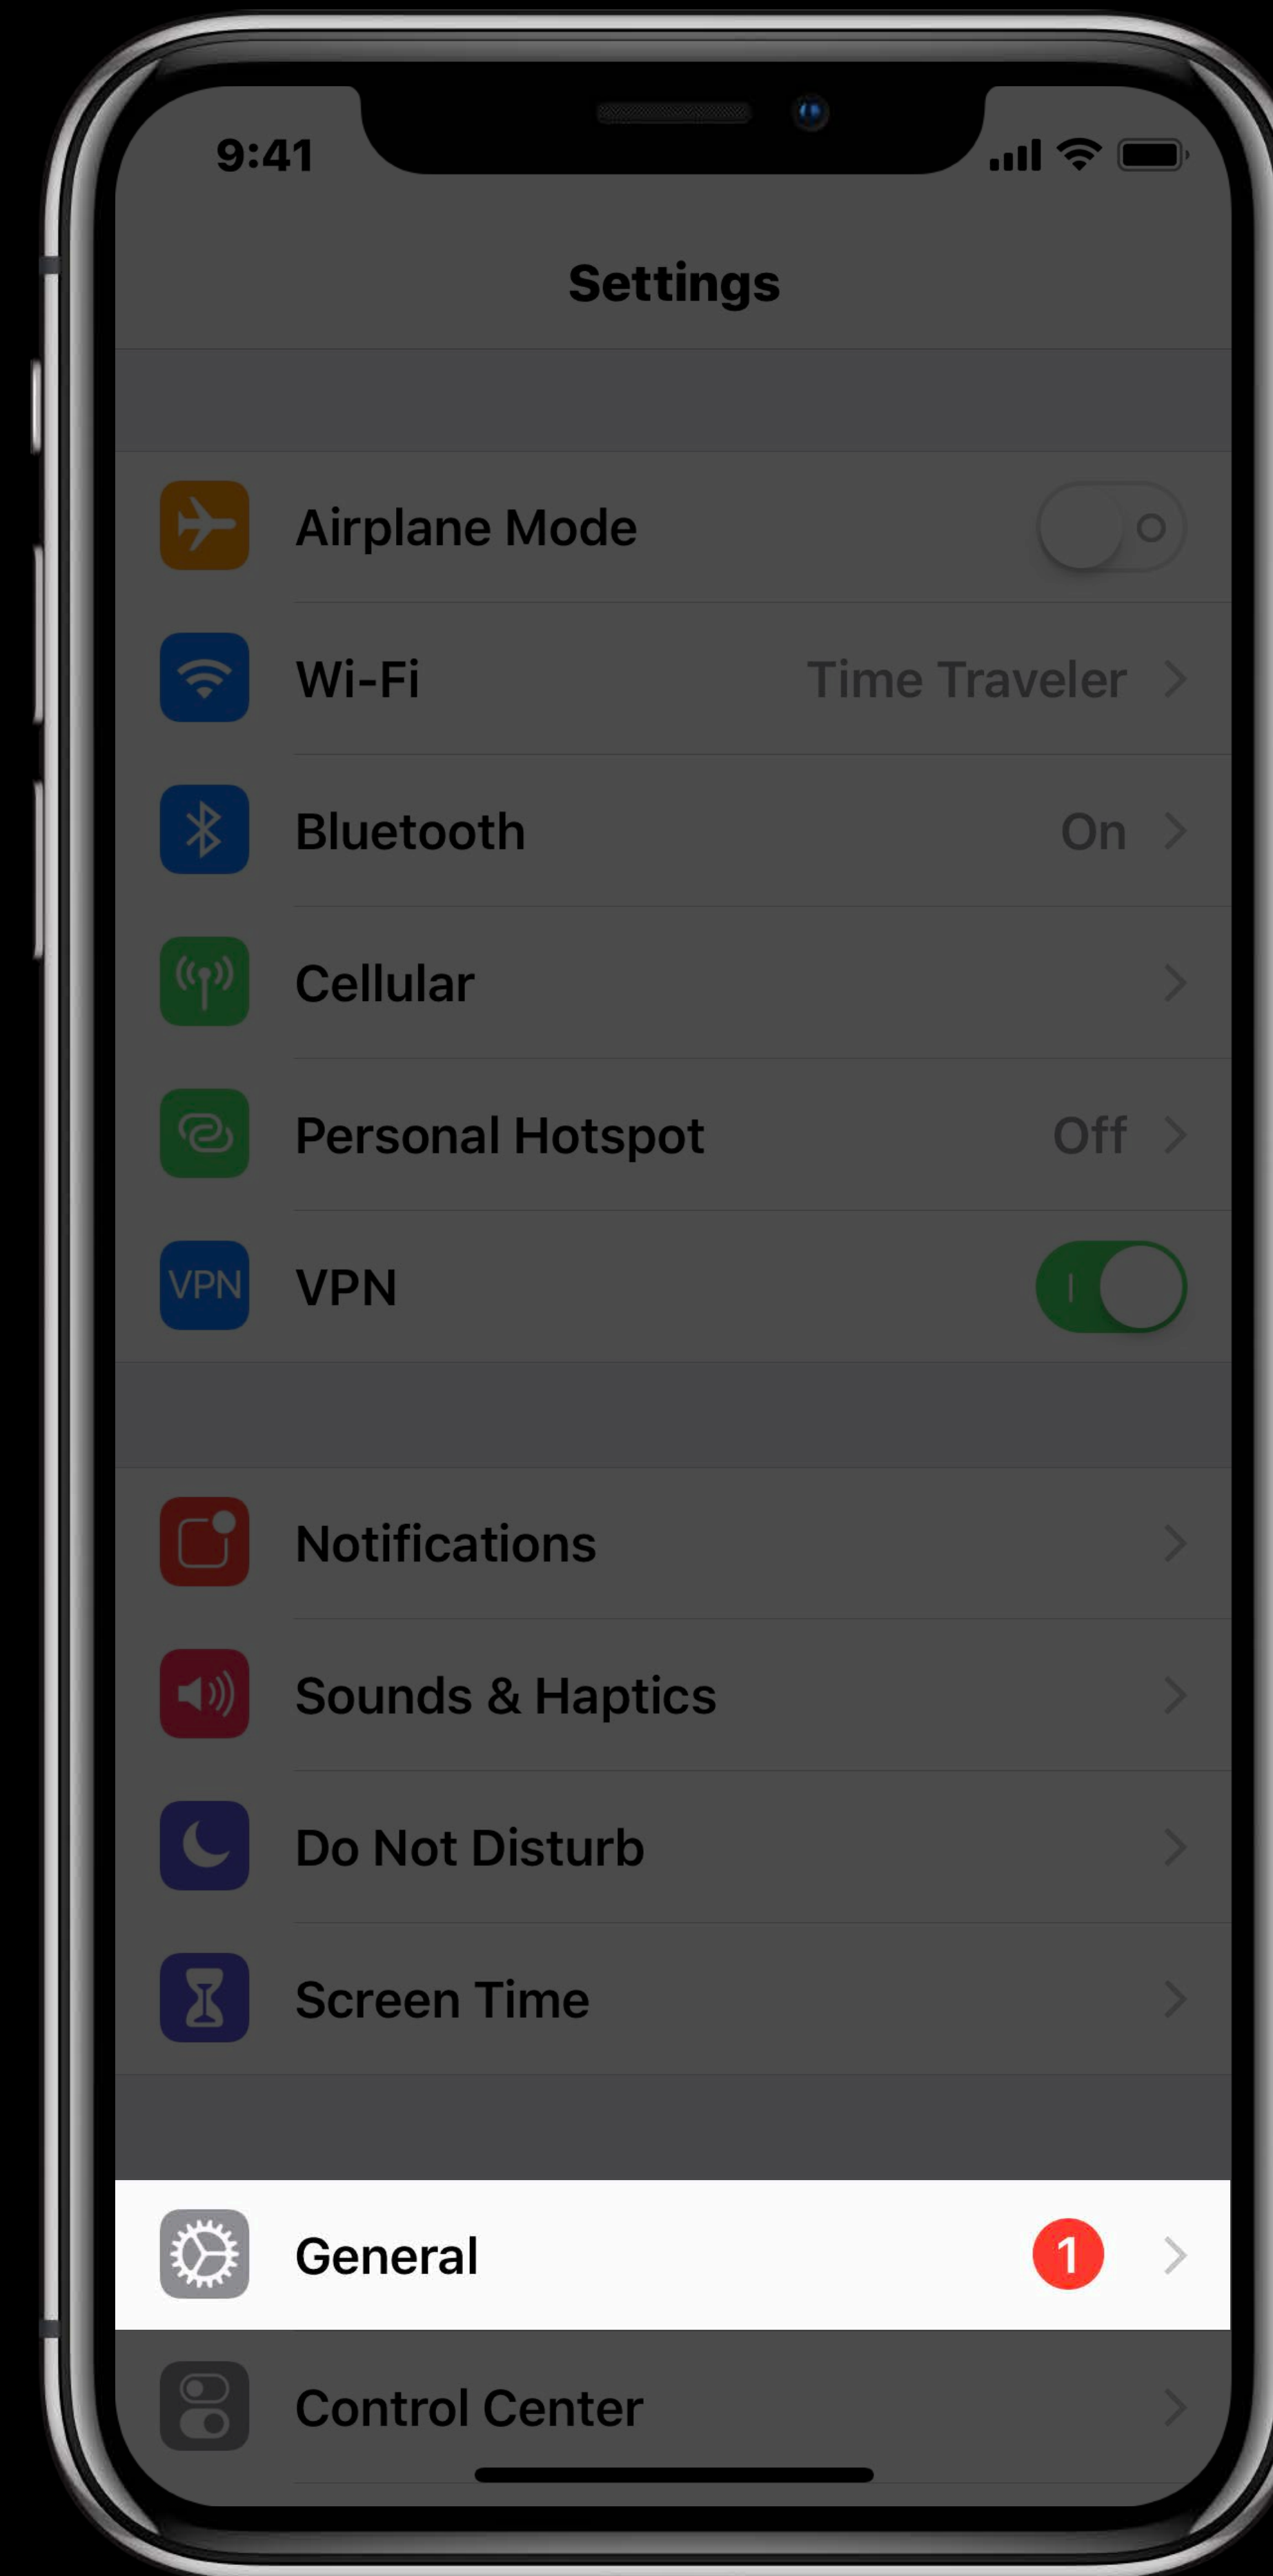 9:41
Settings
Airplane Mode
Wi-Fi Time Traveler
Bluetooth On
Cellular
Personal Hotspot Off
VPN VPN
Notifications
Sounds & Haptics
Do Not Disturb
Screen Time
General 1
Control Center